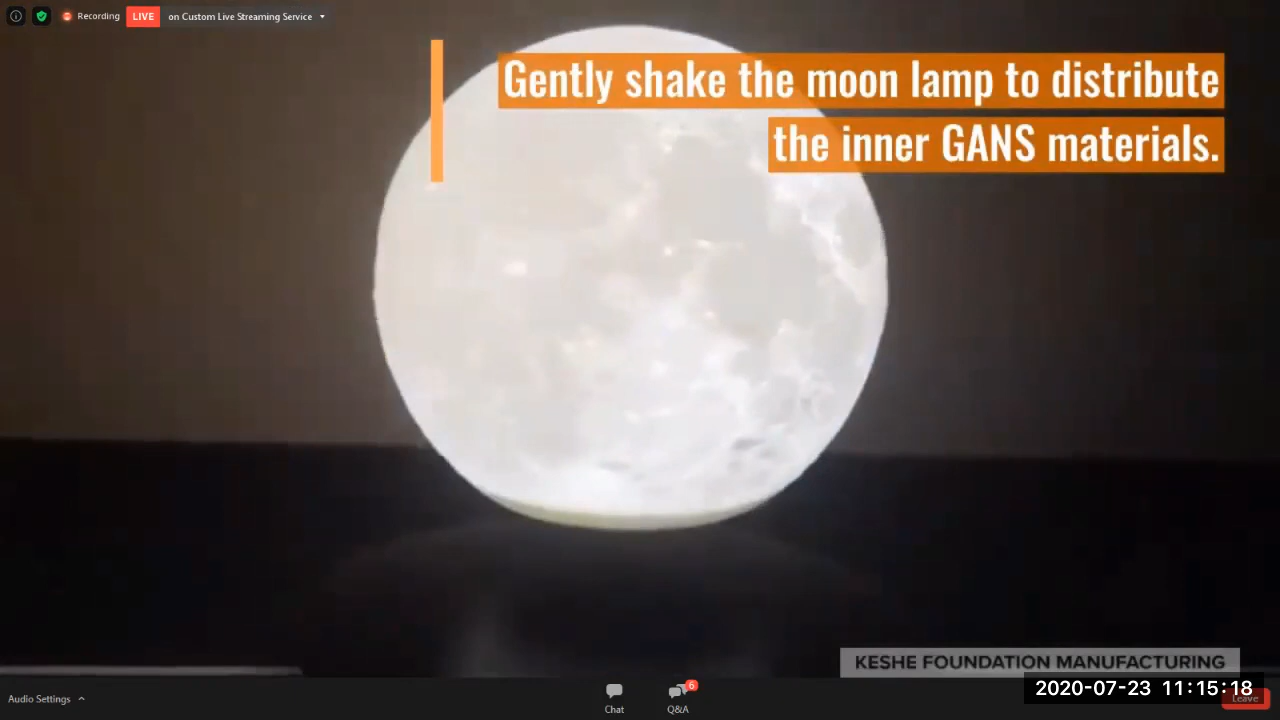 Recording
LIVE
on Custom Live Streaming Service
Gently shake the moon lamp to distribute
the inner GANS materials.
KESHE FOUNDATION MANUFACTURING
Audio Settings
Chat
6
Q&A
2020-07-23 11:15:18
Leave